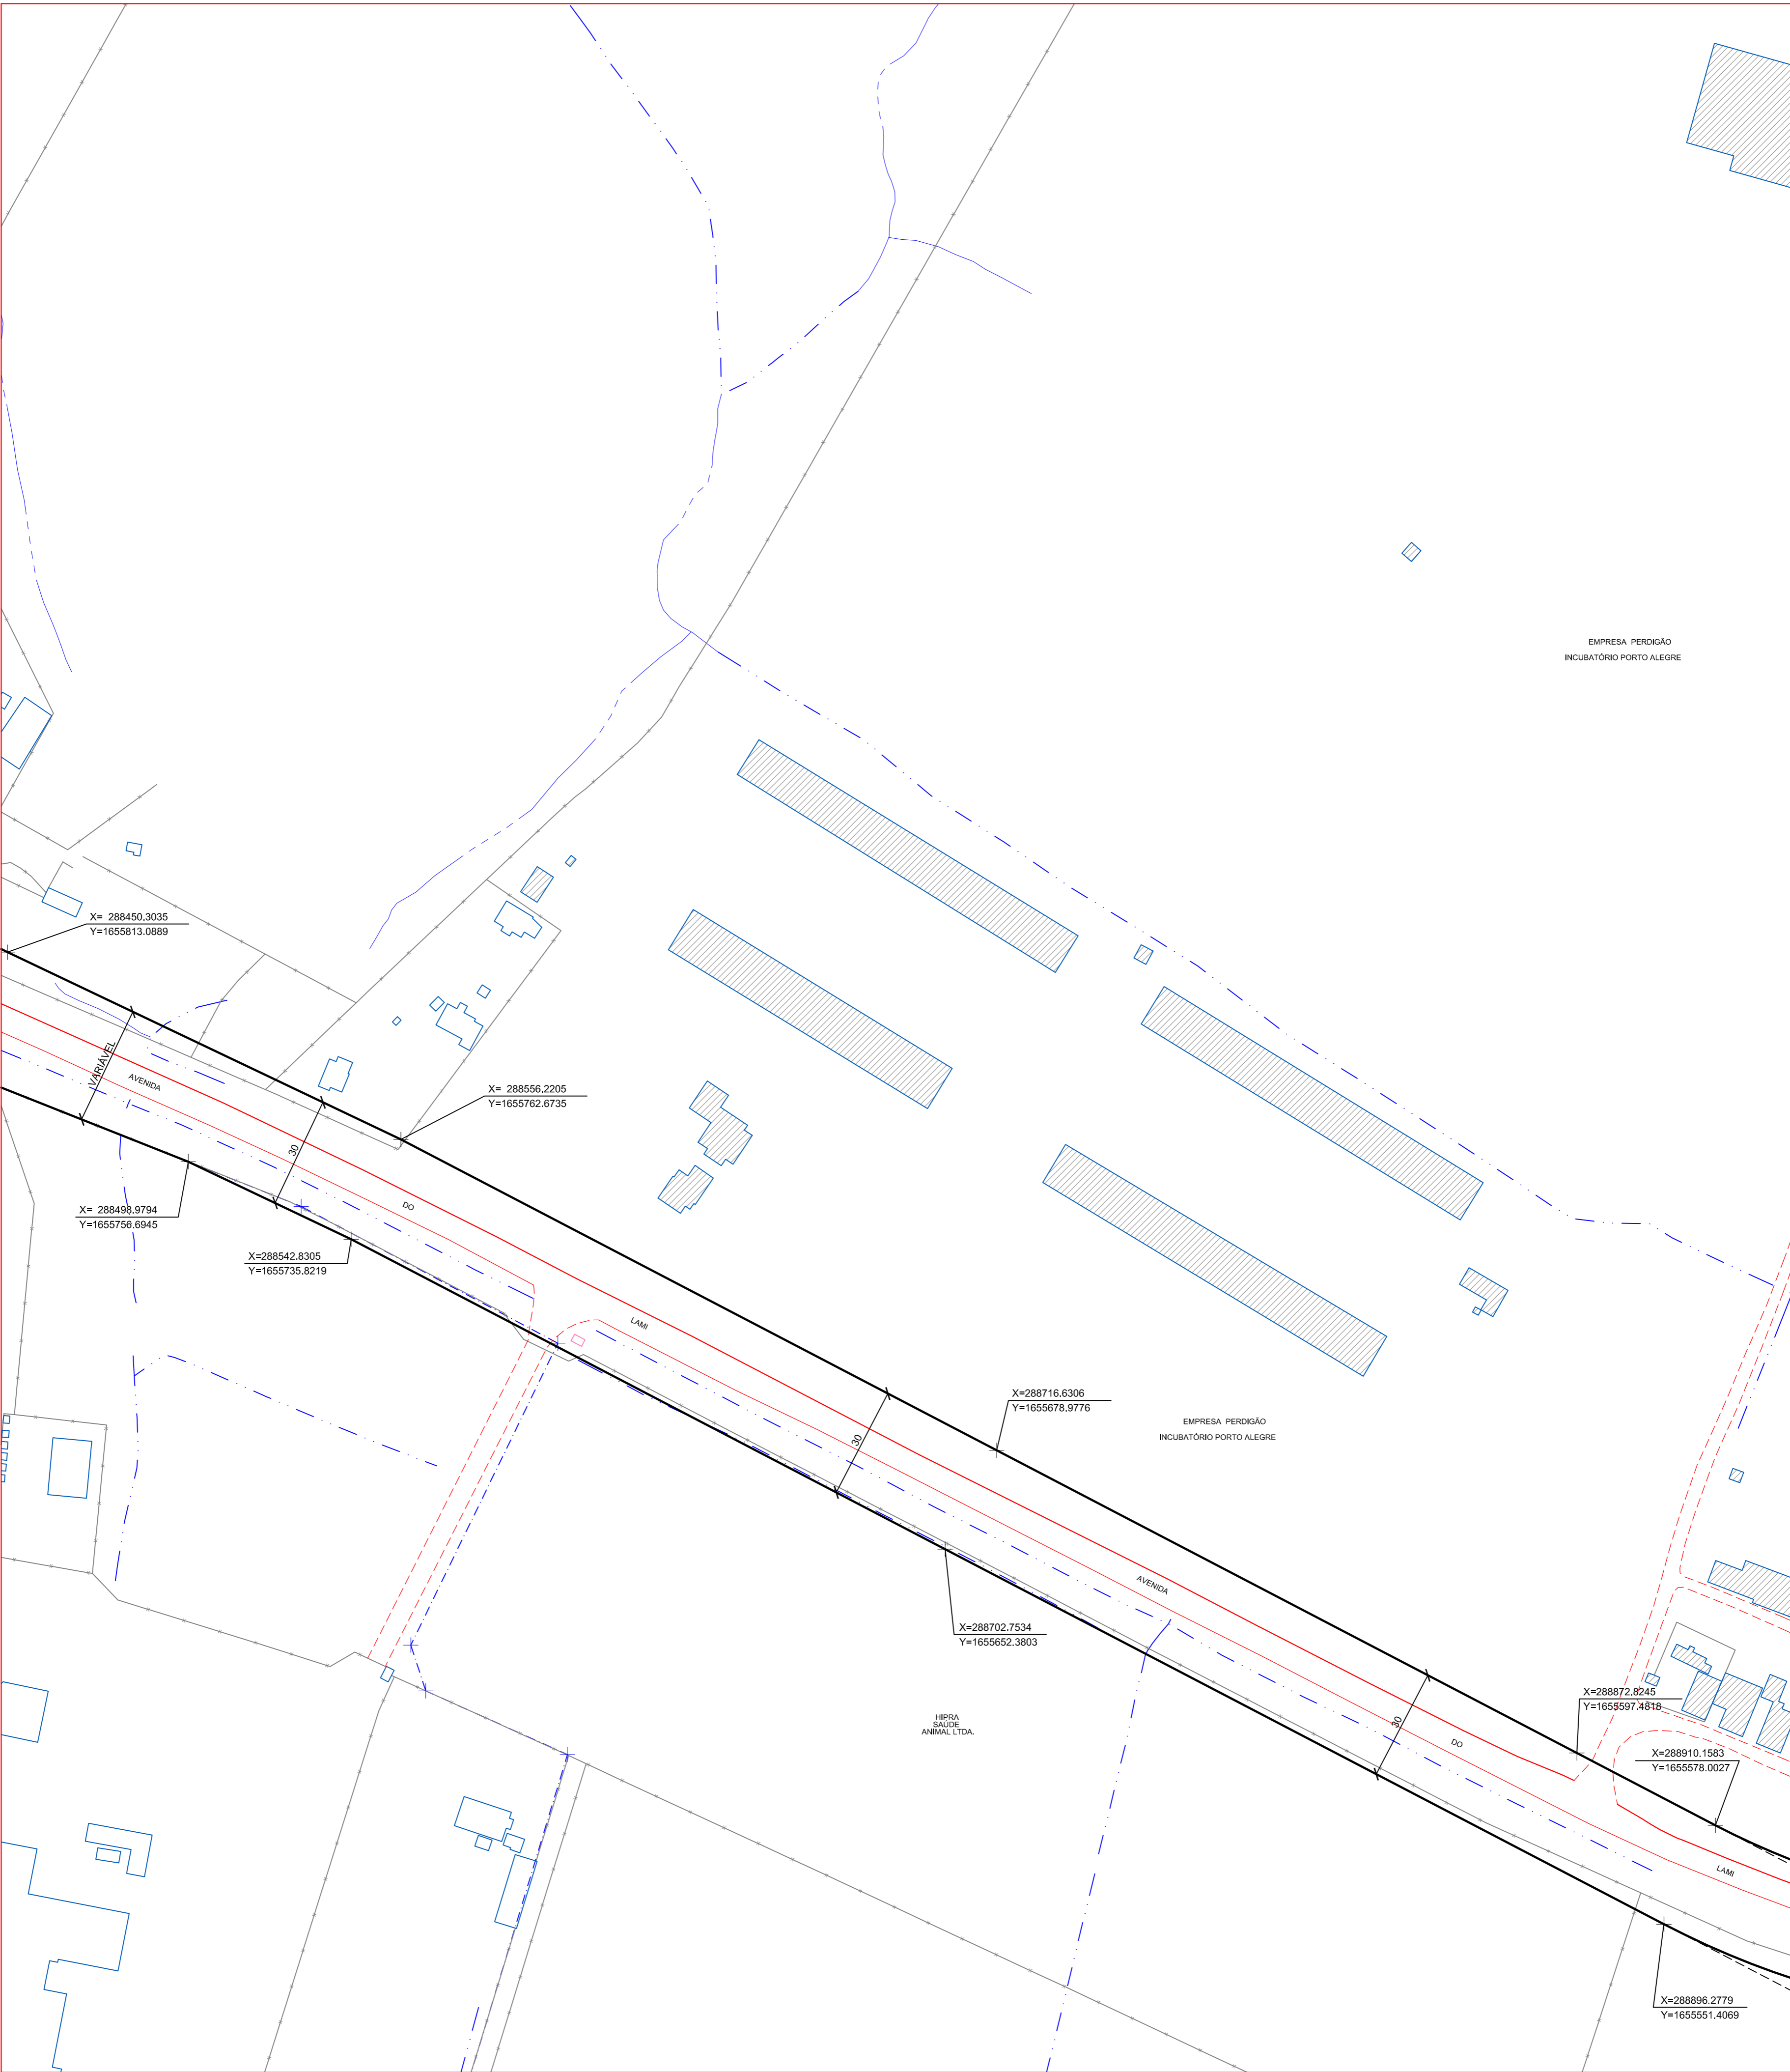 EMPRESA PERDIGÃO
INCUBATÓRIO PORTO ALEGRE
X= 288450.3035
Y=1655813.0889
VARIÁVEL
AVENIDA
X= 288556.2205
Y=1655762.6735
30
X= 288498.9794
Y=1655756.6945
DO
X=288542.8305
Y=1655735.8219
LAMI
X=288716.6306
Y=1655678.9776
EMPRESA PERDIGÃO
INCUBATÓRIO PORTO ALEGRE
30
AVENIDA
X=288702.7534
Y=1655652.3803
X=288872.8245
Y=1655597.4818
HIPRA
SAÚDE
ANIMAL LTDA.
30
DO
X=288910.1583
Y=1655578.0027
LAMI
X=288896.2779
Y=1655551.4069